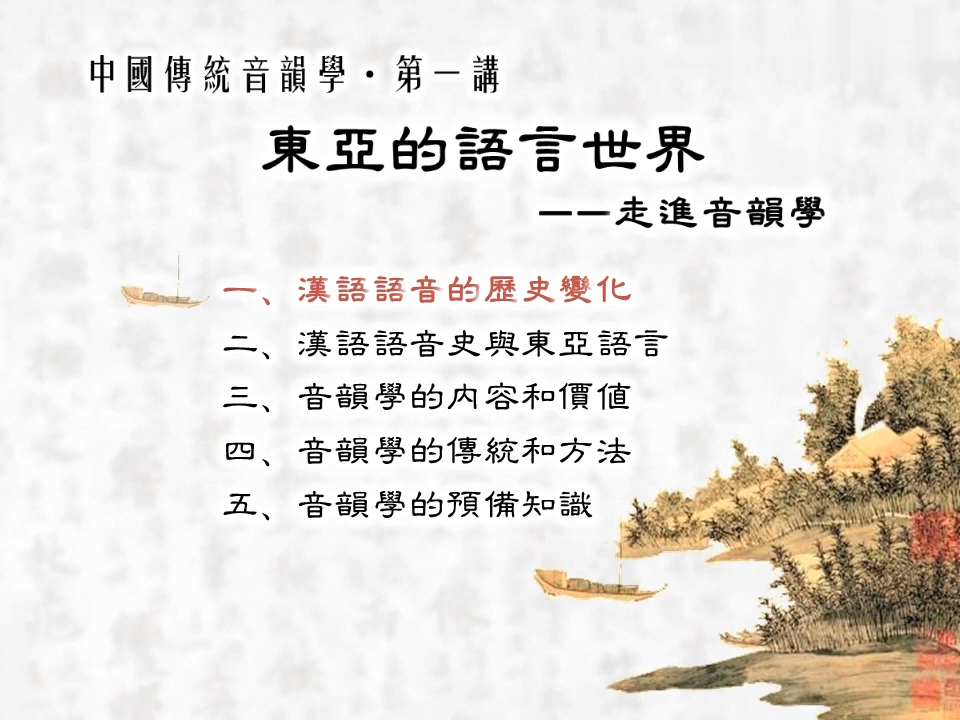 中國傳統音韻學·第一講
東亞的語言世界
——走進音韻學
一、漢語語音的歷史變化
二、漢語語音史與東亞語言
三、音韻學的內容和價值
四、音韻學的傳統和方法
五、音韻學的預備知識